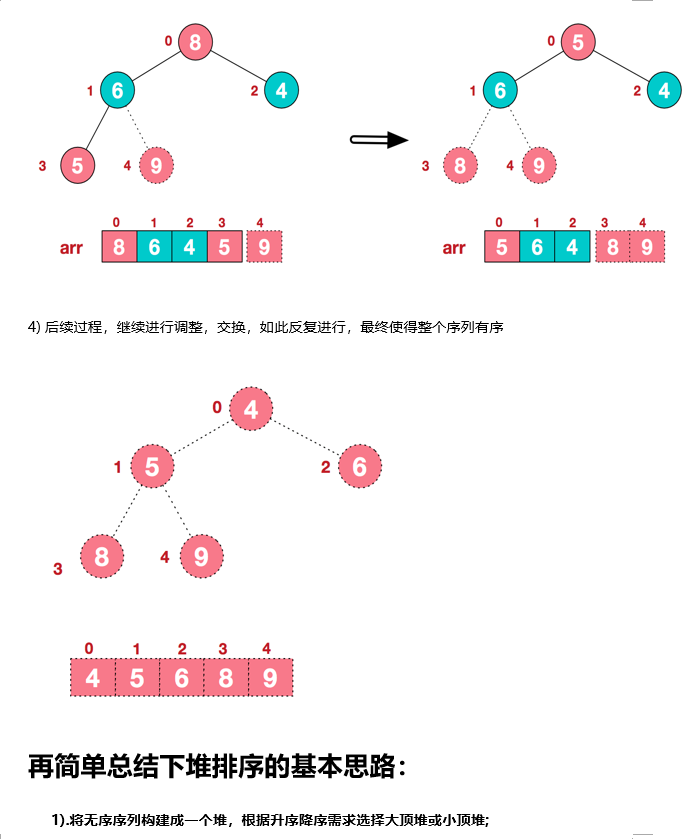 0 8 0 5
1 6 2 4 1 6 2 4
3 5 4 9 3 8 4 9
0 1 2 3 4 0 1 2 3 4
arr 8 6 4 5 9 arr 5 6 4 8 9
4) 后续过程，继续进行调整，交换，如此反复进行，最终使得整个序列有序
0 4
1 5 2 6
3 8 4 9
0 1 2 3 4
4 5 6 8 9
再简单总结下堆排序的基本思路：
1).将无序序列构建成一个堆，根据升序降序需求选择大顶堆或小顶堆;